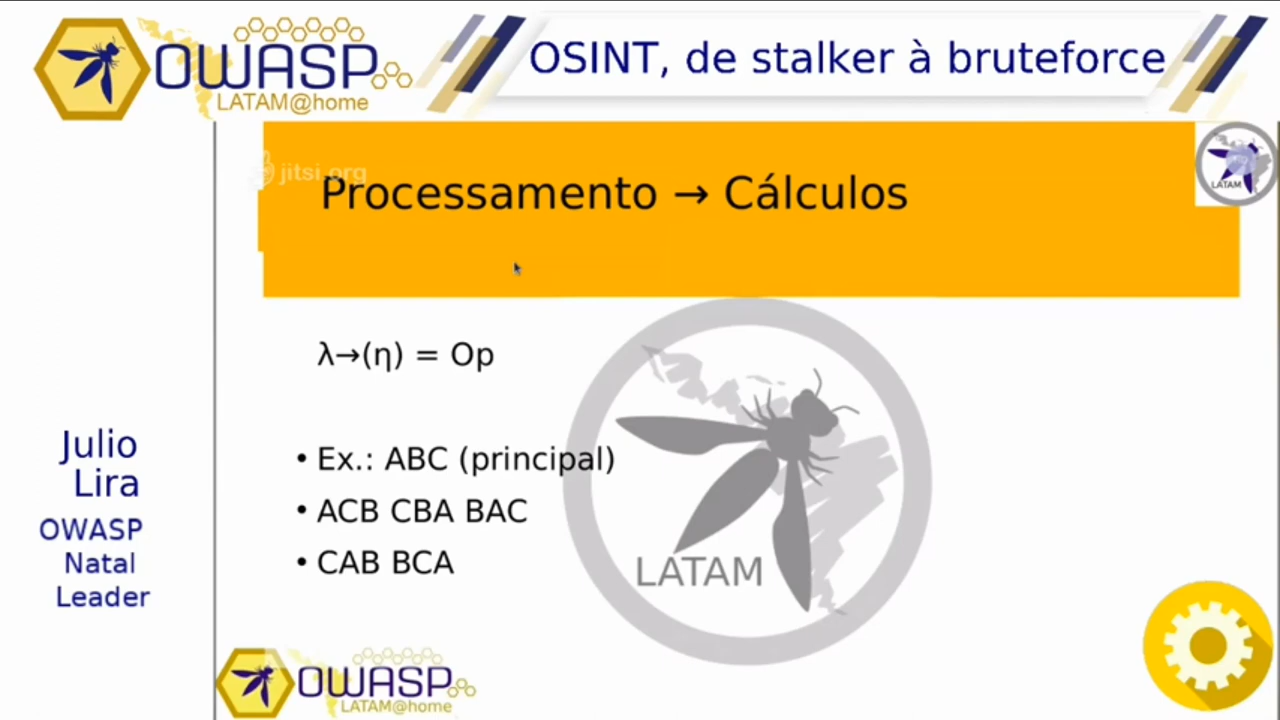 OWASP
LATAM@home
OSINT, de stalker à bruteforce
jitsi.org
LATAM
Processamento → Cálculos
λ→(η) = Op
• Ex.: ABC (principal)
• ACB CBA BAC
• CAB BCA
LATAM
Julio
Lira
OWASP
Natal
Leader
OWASP
LATAM@home